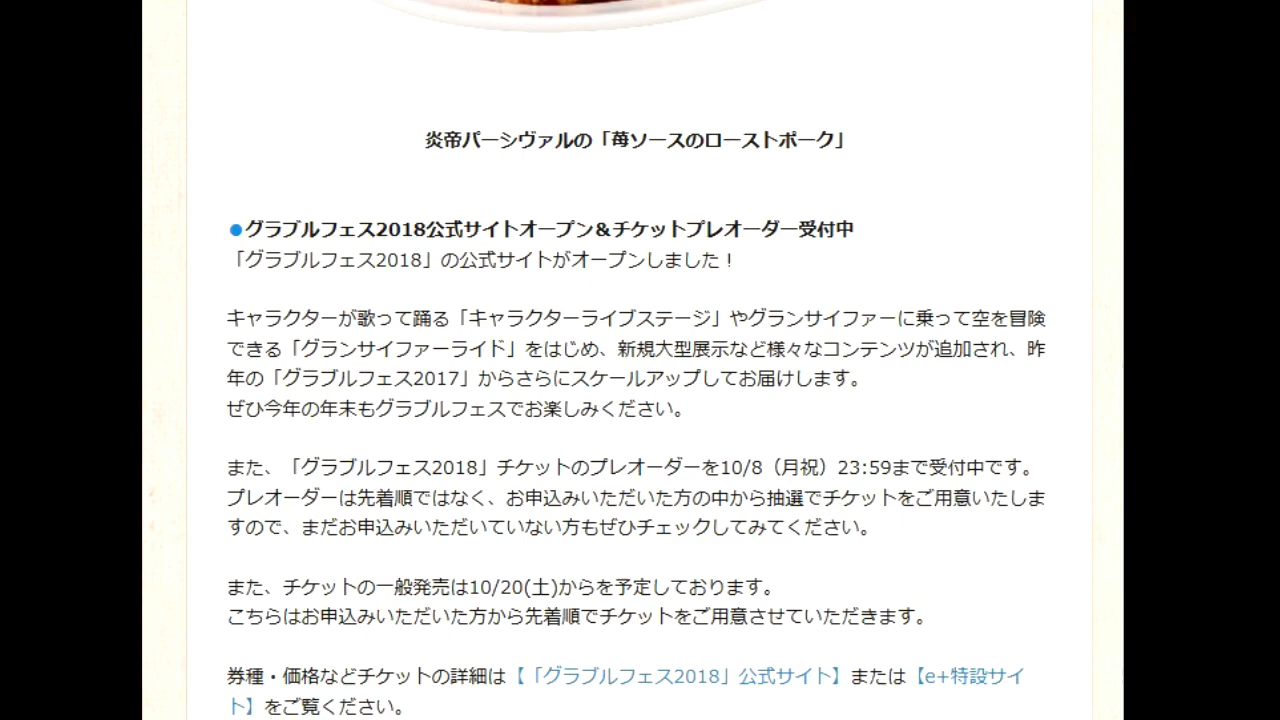 炎帝パーシヴァルの「苺ソースのローストポーク」
●グラブルフェス2018公式サイトオープン＆チケットプレオーダー受付中
「グラブルフェス2018」の公式サイトがオープンしました！
キャラクターが歌って踊る「キャラクターライブステージ」やグランサイファーに乗って空を冒険
できる「グランサイファーライド」をはじめ、新規大型展示など様々なコンテンツが追加され、昨
年の「グラブルフェス2017」からさらにスケールアップしてお届けします。
ぜひ今年の年末もグラブルフェスでお楽しみください。
また、「グラブルフェス2018」チケットのプレオーダーを10/8（月祝）23:59まで受付中です。
プレオーダーは先着順ではなく、お申込みいただいた方の中から抽選でチケットをご用意いたしま
すので、まだお申込みいただいていない方もぜひチェックしてみてください。
また、チケットの一般発売は10/20(土)からを予定しております。
こちらはお申込みいただいた方から先着順でチケットをご用意させていただきます。
券種・価格などチケットの詳細は【「グラブルフェス2018」公式サイト】または【e+特設サイ
ト】をご覧ください。